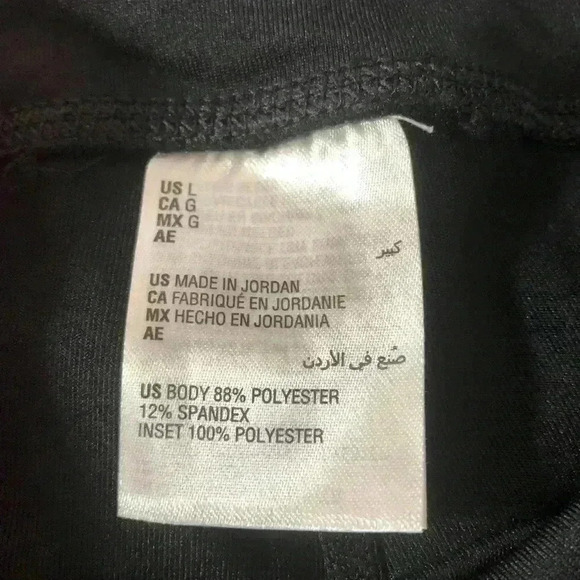 US L
CA G
MX G
AE
كبير
US MADE IN JORDAN
CA FABRIQUÉ EN JORDANIE
MX HECHO EN JORDANIA
AE
صُنع في الأردن
US BODY 88% POLYESTER
12% SPANDEX
INSET 100% POLYESTER